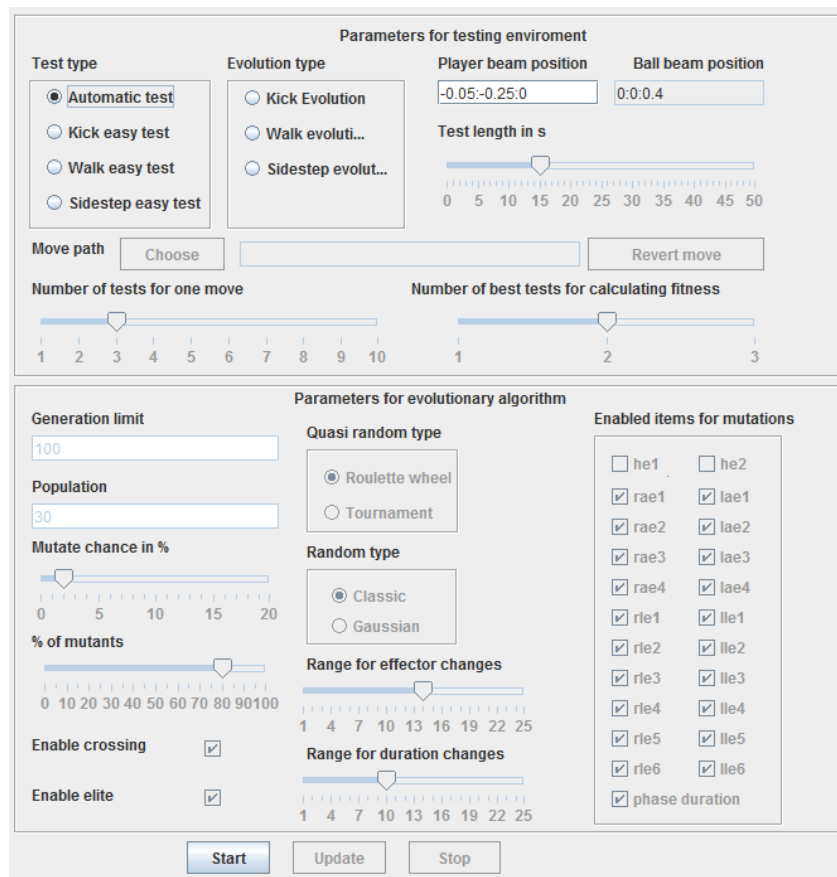 Parameters for testing enviroment
Test type
Evolution type
Player beam position
Ball beam position
Automatic test
Kick easy test
Walk easy test
Sidestep easy test
Kick Evolution
Walk evoluti...
Sidestep evolut...
-0.05:-0.25:0
0:0:0.4
Test length in s
0 5 10 15 20 25 30 35 40 45 50
Move path
Choose
Revert move
Number of tests for one move
1 2 3 4 5 6 7 8 9 10
Number of best tests for calculating fitness
1 2 3
Parameters for evolutionary algorithm
Generation limit
100
Population
30
Mutate chance in %
0 5 10 15 20
% of mutants
0 10 20 30 40 50 60 70 80 90 100
Enable crossing
Enable elite
Quasi random type
Roulette wheel
Tournament
Random type
Classic
Gaussian
Range for effector changes
1 4 7 10 13 16 19 22 25
Range for duration changes
1 4 7 10 13 16 19 22 25
Enabled items for mutations
he1 he2
rae1 lae1
rae2 lae2
rae3 lae3
rae4 lae4
rle1 lle1
rle2 lle2
rle3 lle3
rle4 lle4
rle5 lle5
rle6 lle6
phase duration
Start
Update
Stop